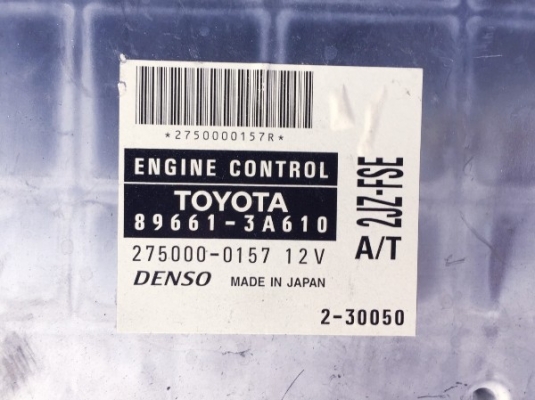 *2750000157R*
ENGINE CONTROL
TOYOTA
89661-3A610
275000-0157 12V
DENSO MADE IN JAPAN
2JZ-FSE
A/T
2-30050